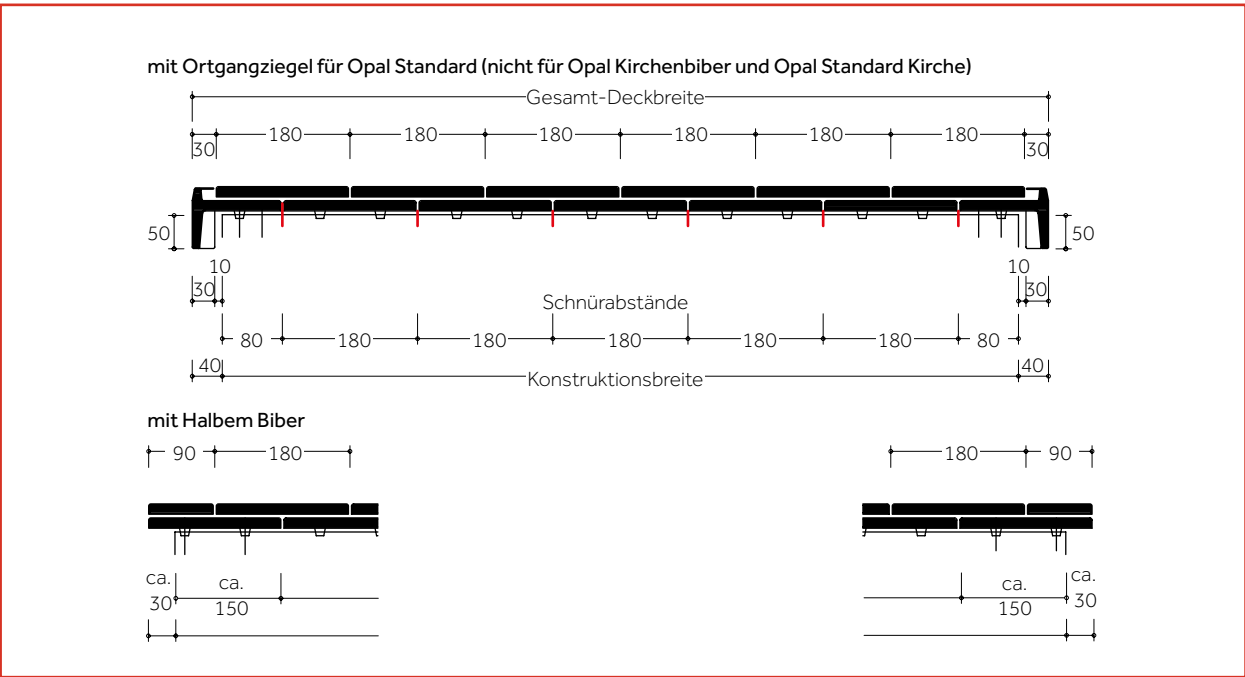 mit Ortgangziegel für Opal Standard (nicht für Opal Kirchenbiber und Opal Standard Kirche)
Gesamt-Deckbreite
30 180 180 180 180 180 180 30
50 50
10 10
30 30
Schnürabstände
80 180 180 180 180 180 80
40 40
Konstruktionsbreite
mit Halbem Biber
90 180 180 90
ca. ca. ca. ca.
30 150 150 30